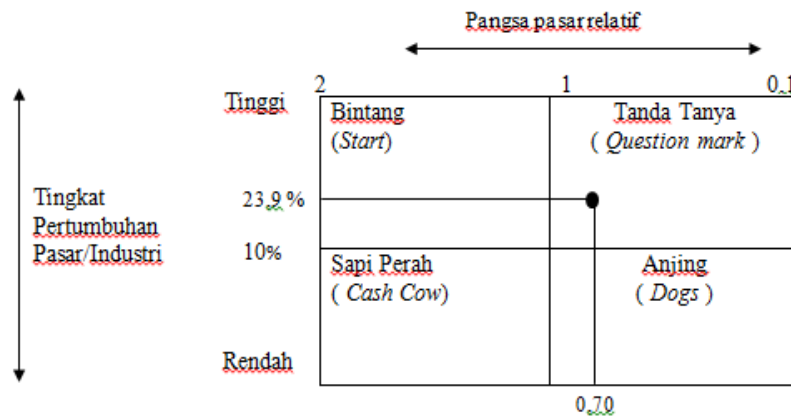 Pangsa pasar relatif
2 1 0,1
Tinggi
Bintang
(Start)
Tanda Tanya
( Question mark )
Tingkat
Pertumbuhan
Pasar/Industri
23,9 %
10%
Sapi Perah
( Cash Cow)
Anjing
( Dogs )
Rendah
0,70